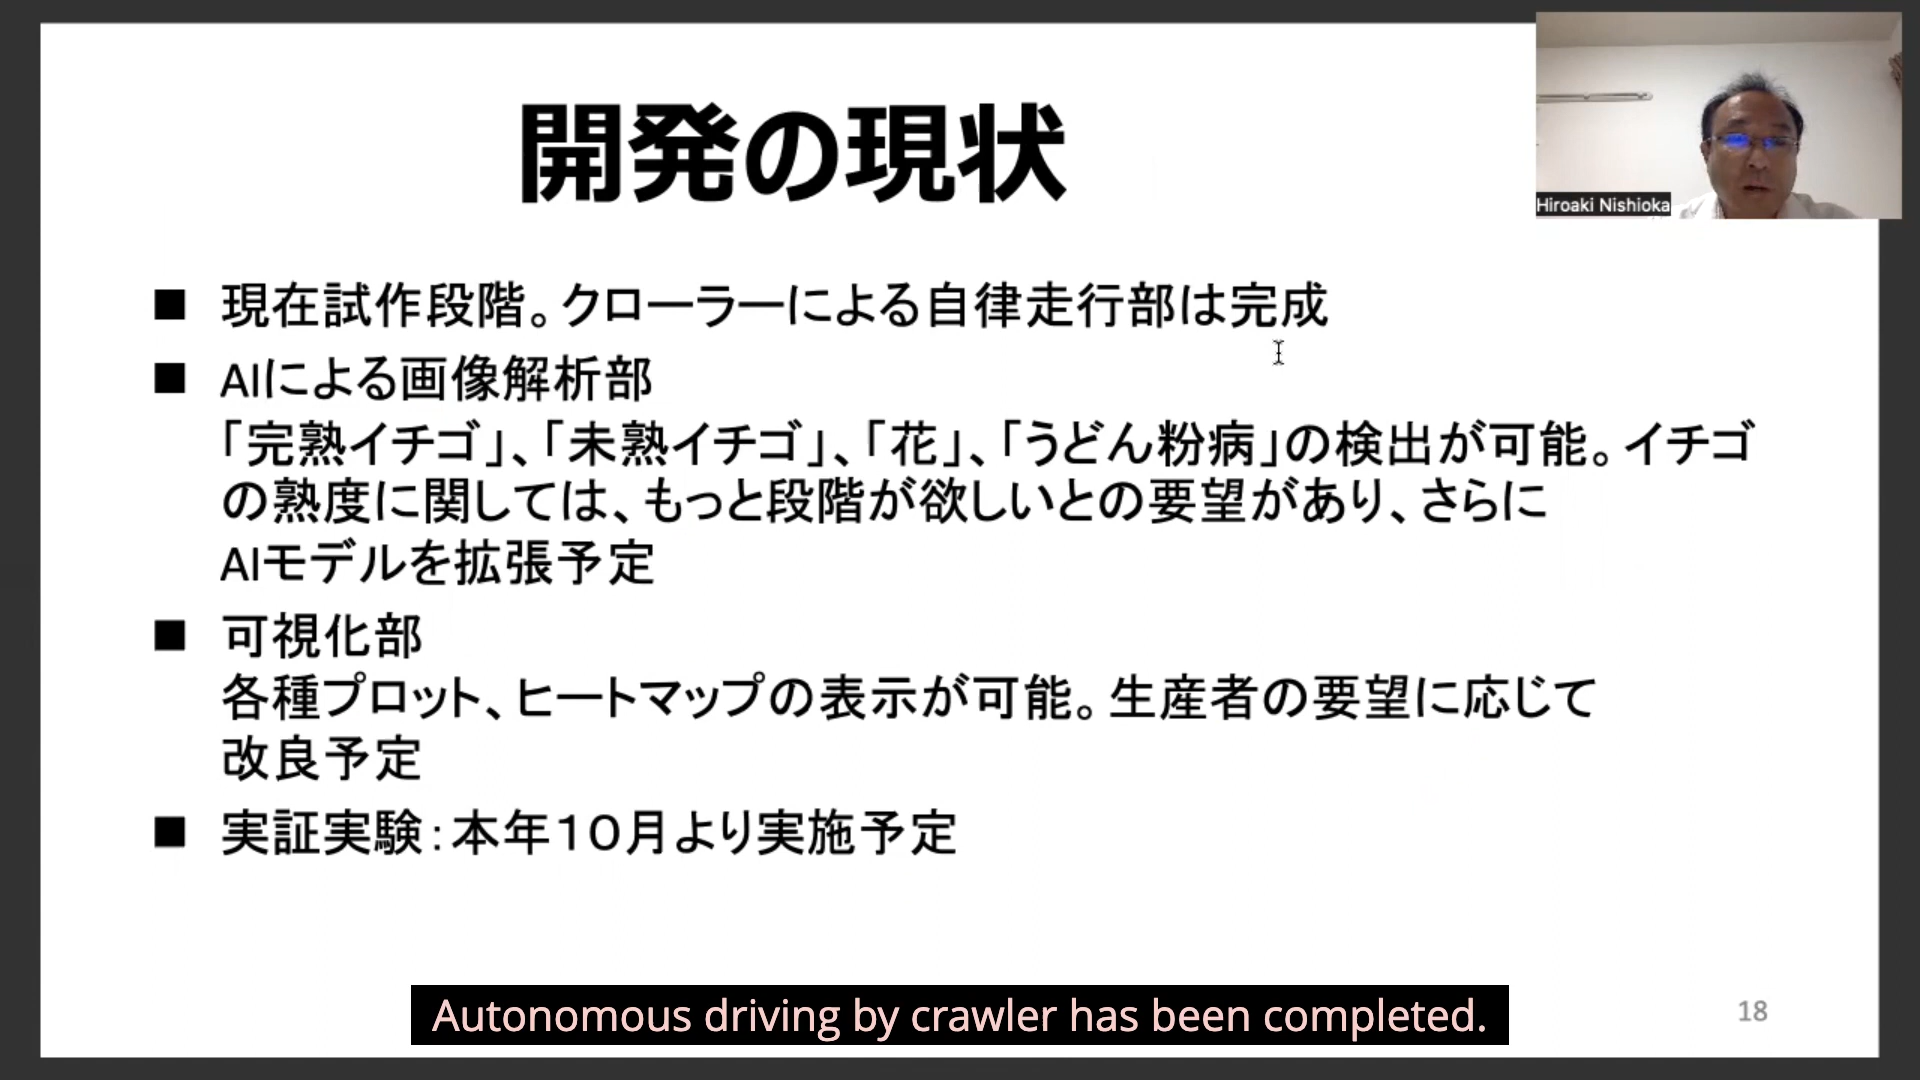 開発の現状
Hiroaki Nishioka
■ 現在試作段階。クローラーによる自律走行部は完成
■ AIによる画像解析部
「完熟イチゴ」、「未熟イチゴ」、「花」、「うどん粉病」の検出が可能。イチゴ
の熟度に関しては、もっと段階が欲しいとの要望があり、さらに
AIモデルを拡張予定
■ 可視化部
各種プロット、ヒートマップの表示が可能。生産者の要望に応じて
改良予定
■ 実証実験：本年１０月より実施予定
Autonomous driving by crawler has been completed.
18